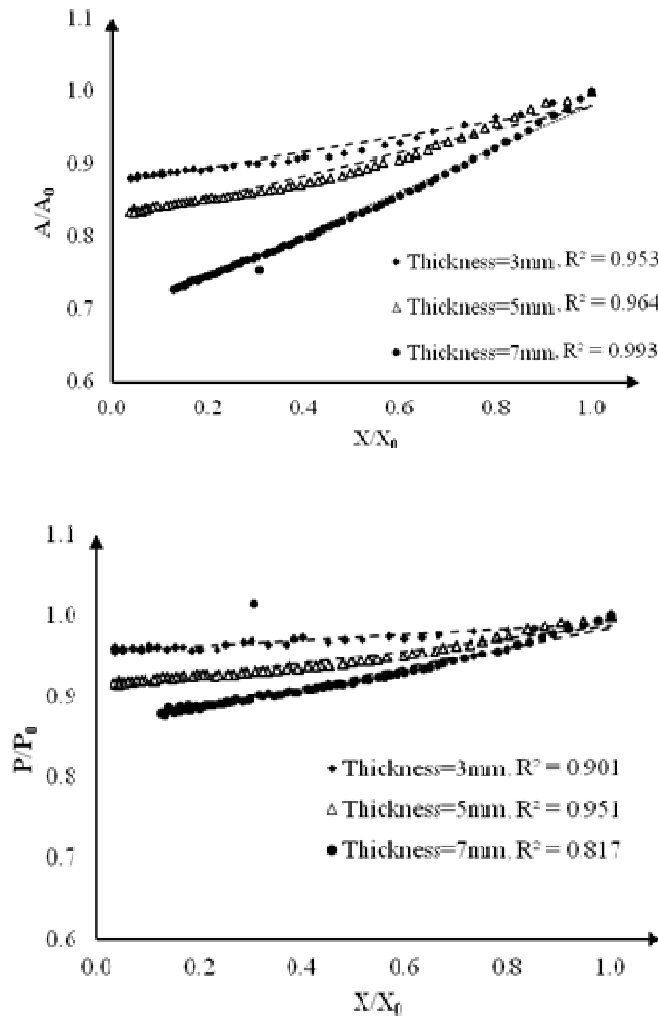 1.1
1.0
0.9
0.8
0.7
0.6
A/A₀
Thickness=3mm, R² = 0.953
Thickness=5mm, R² = 0.964
Thickness=7mm, R² = 0.993
0.0 0.2 0.4 0.6 0.8 1.0
X/X₀
1.1
1.0
0.9
0.8
0.7
0.6
P/P₀
Thickness=3mm, R² = 0.901
Thickness=5mm, R² = 0.951
Thickness=7mm, R² = 0.817
0.0 0.2 0.4 0.6 0.8 1.0
X/X₀